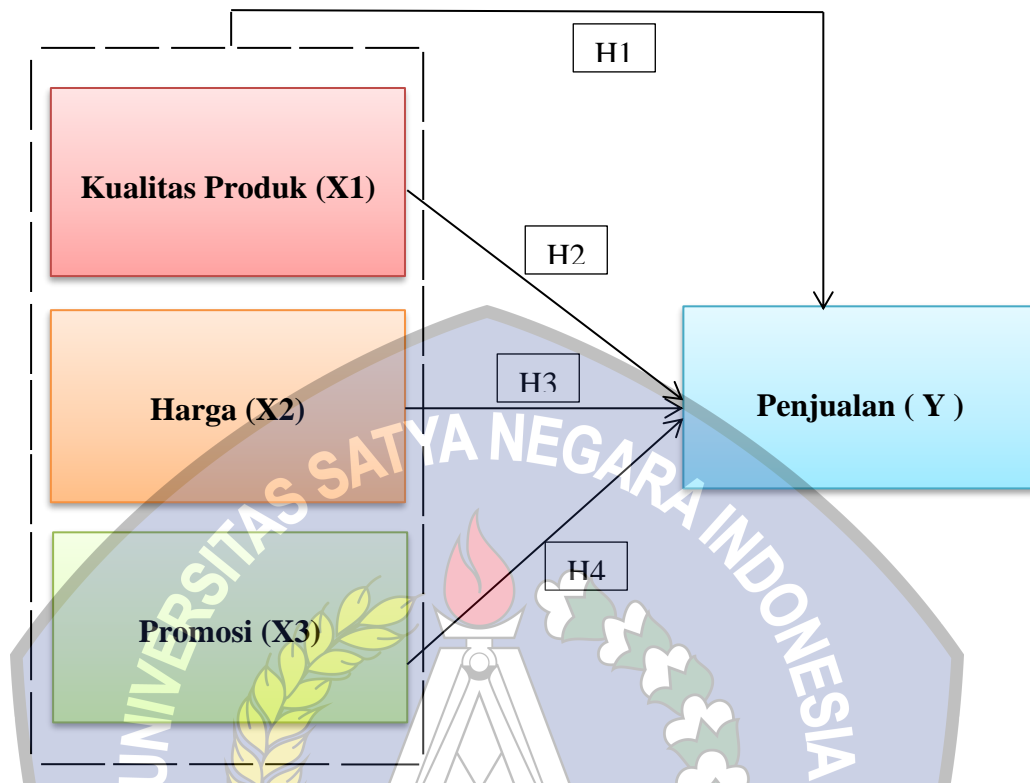 H1
Kualitas Produk (X1)
H2
H3
Harga (X2)
Penjualan ( Y )
H4
Promosi (X3)
UNIVERSITAS SATYA NEGARA INDONESIA